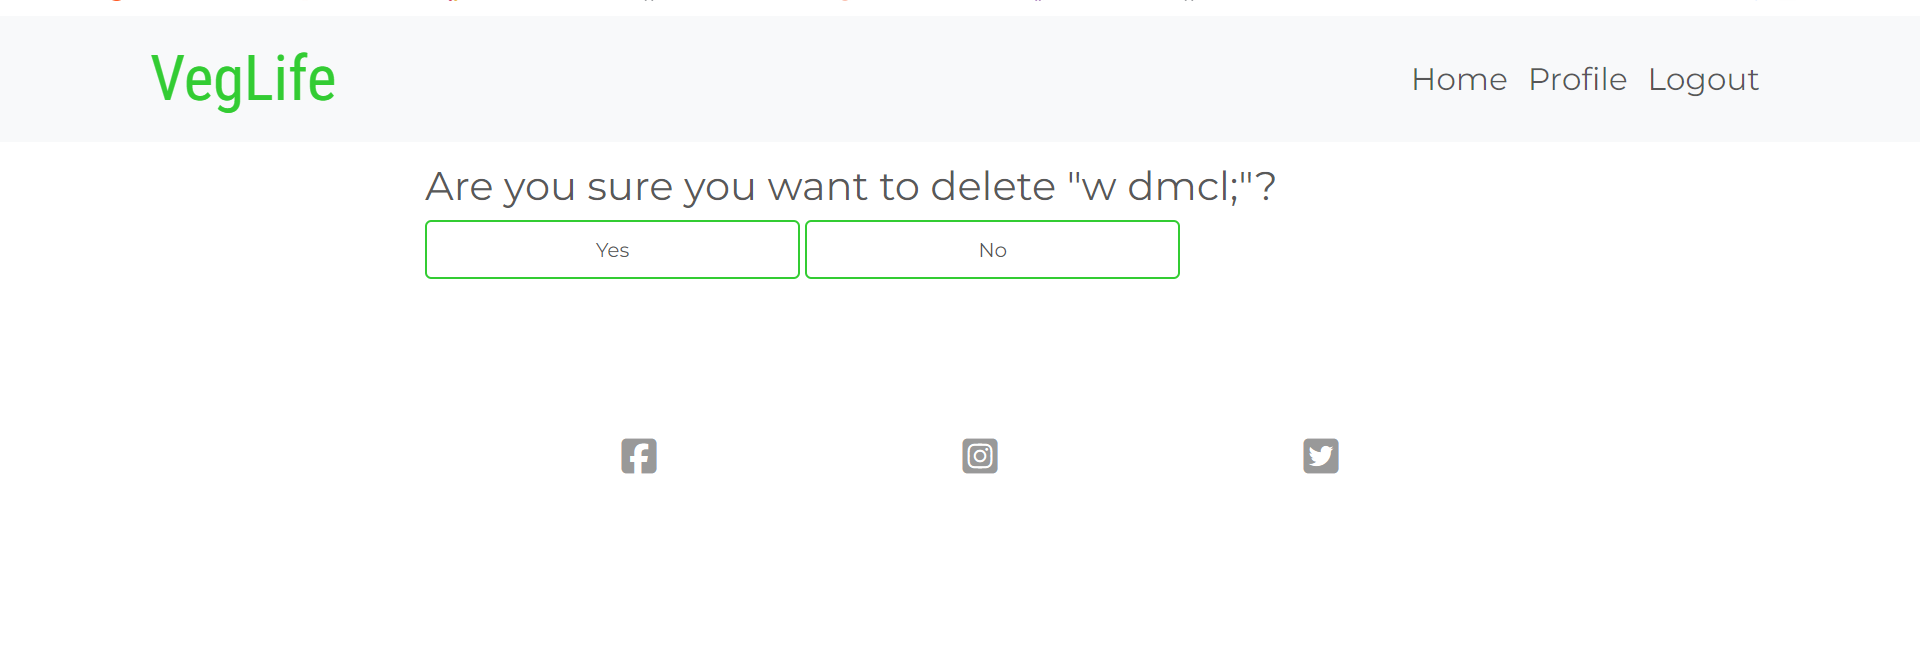 VegLife
Home Profile Logout
Are you sure you want to delete "w dmcl;"?
Yes No